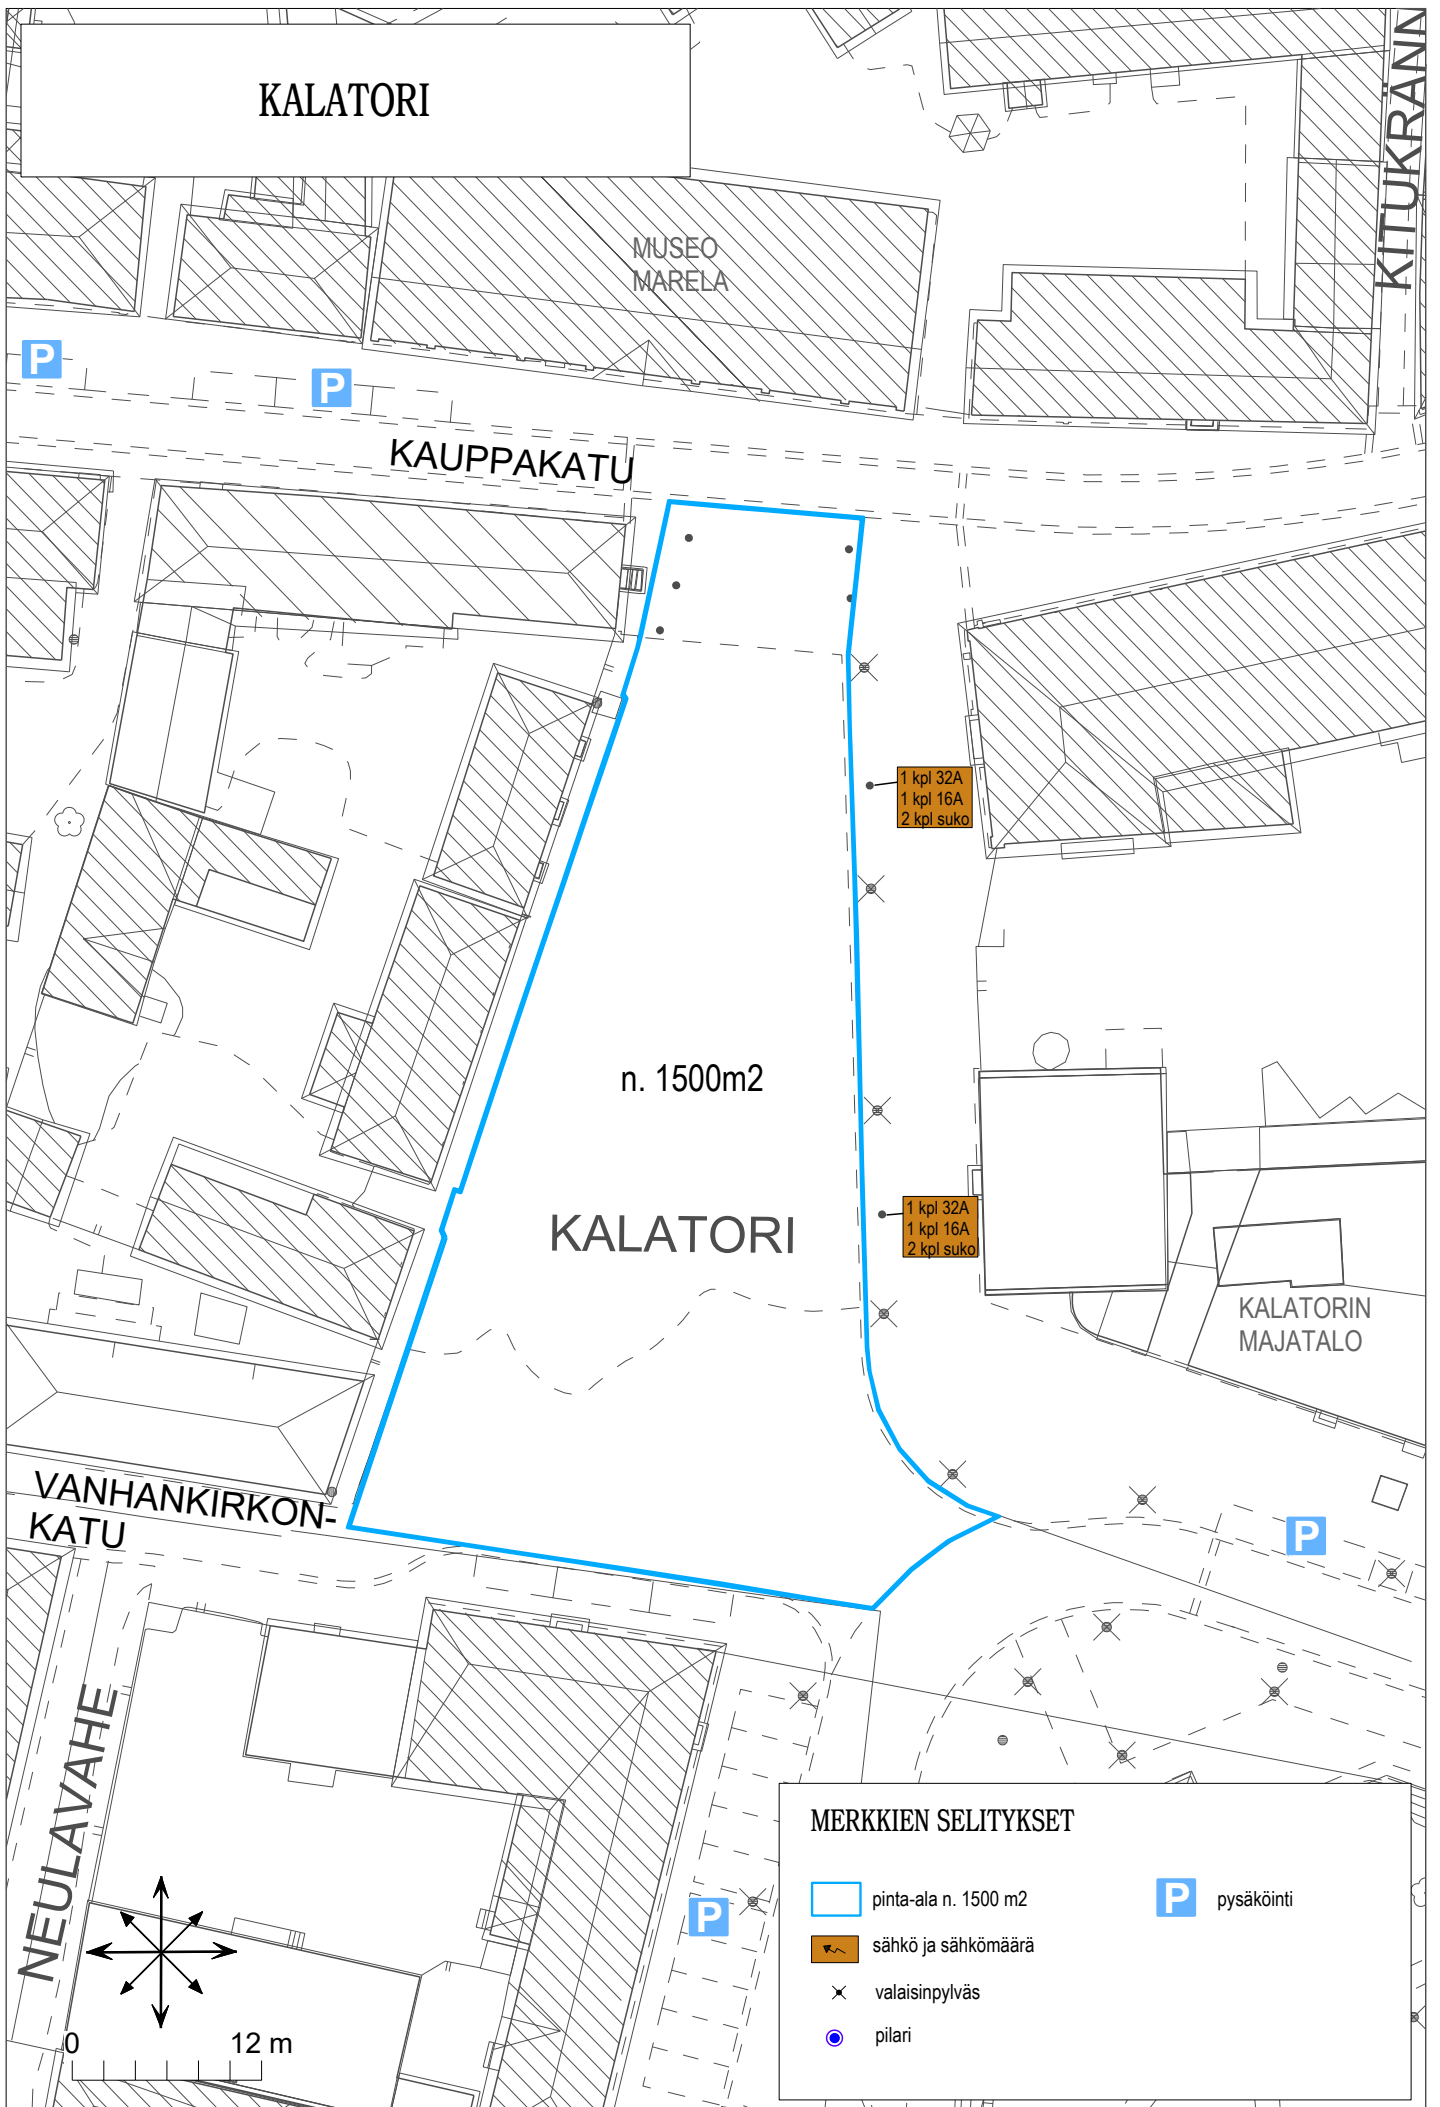 KALATORI
KITUKRÄNN
MUSEO
MARELA
P
P
KAUPPAKATU
1 kpl 32A
1 kpl 16A
2 kpl suko
n. 1500m2
1 kpl 32A
1 kpl 16A
2 kpl suko
KALATORI
KALATORIN
MAJATALO
VANHANKIRKON-
KATU
P
NEULAVAHE
P
MERKKIEN SELITYKSET
pinta-ala n. 1500 m2
P pysäköinti
sähkö ja sähkömäärä
valaisinpylväs
pilari
0 12 m